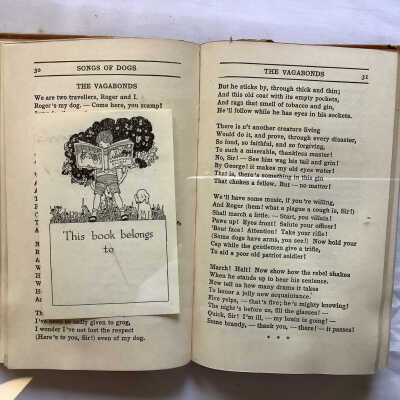 30
SONGS OF DOGS
THE VAGABONDS
We are two travellers, Roger and I.
Roger's my dog. — Come here, you scamp!
This book belongs
to
I've been so sadly given to grog,
I wonder I've not lost the respect
(Here's to you, Sir!) even of my dog.
THE VAGABONDS
31
But he sticks by, through thick and thin;
And this old coat with its empty pockets,
And rags that smell of tobacco and gin,
He'll follow while he has eyes in his sockets.
There is n't another creature living
Would do it, and prove, through every disaster,
So fond, so faithful, and so forgiving,
To such a miserable, thankless master!
No, Sir! — See him wag his tail and grin!
By George! it makes my old eyes water!
That is, there's something in this gin
That chokes a fellow. But — no matter!
We'll have some music, if you're willing,
And Roger (hem! what a plague a cough is, Sir!)
Shall march a little. — Start, you villain!
Paws up! Eyes front! Salute your officer!
'Bout face! Attention! Take your rifle!
(Some dogs have arms, you see!) Now hold your
Cap while the gentlemen give a trifle,
To aid a poor old patriot soldier!
March! Halt! Now show how the rebel shakes
When he stands up to hear his sentence.
Now tell us how many drams it takes
To honor a jolly new acquaintance.
Five yelps, — that's five; he's mighty knowing!
The night's before us, fill the glasses! —
Quick, Sir! I'm ill, — my brain is going! —
Some brandy, — thank you, — there! — it passes!